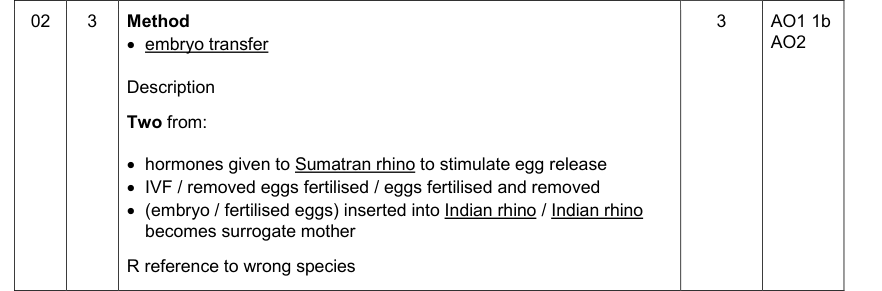 02 3 Method 3 AO1 1b
• embryo transfer AO2
Description
Two from:
• hormones given to Sumatran rhino to stimulate egg release
• IVF / removed eggs fertilised / eggs fertilised and removed
• (embryo / fertilised eggs) inserted into Indian rhino / Indian rhino
becomes surrogate mother
R reference to wrong species